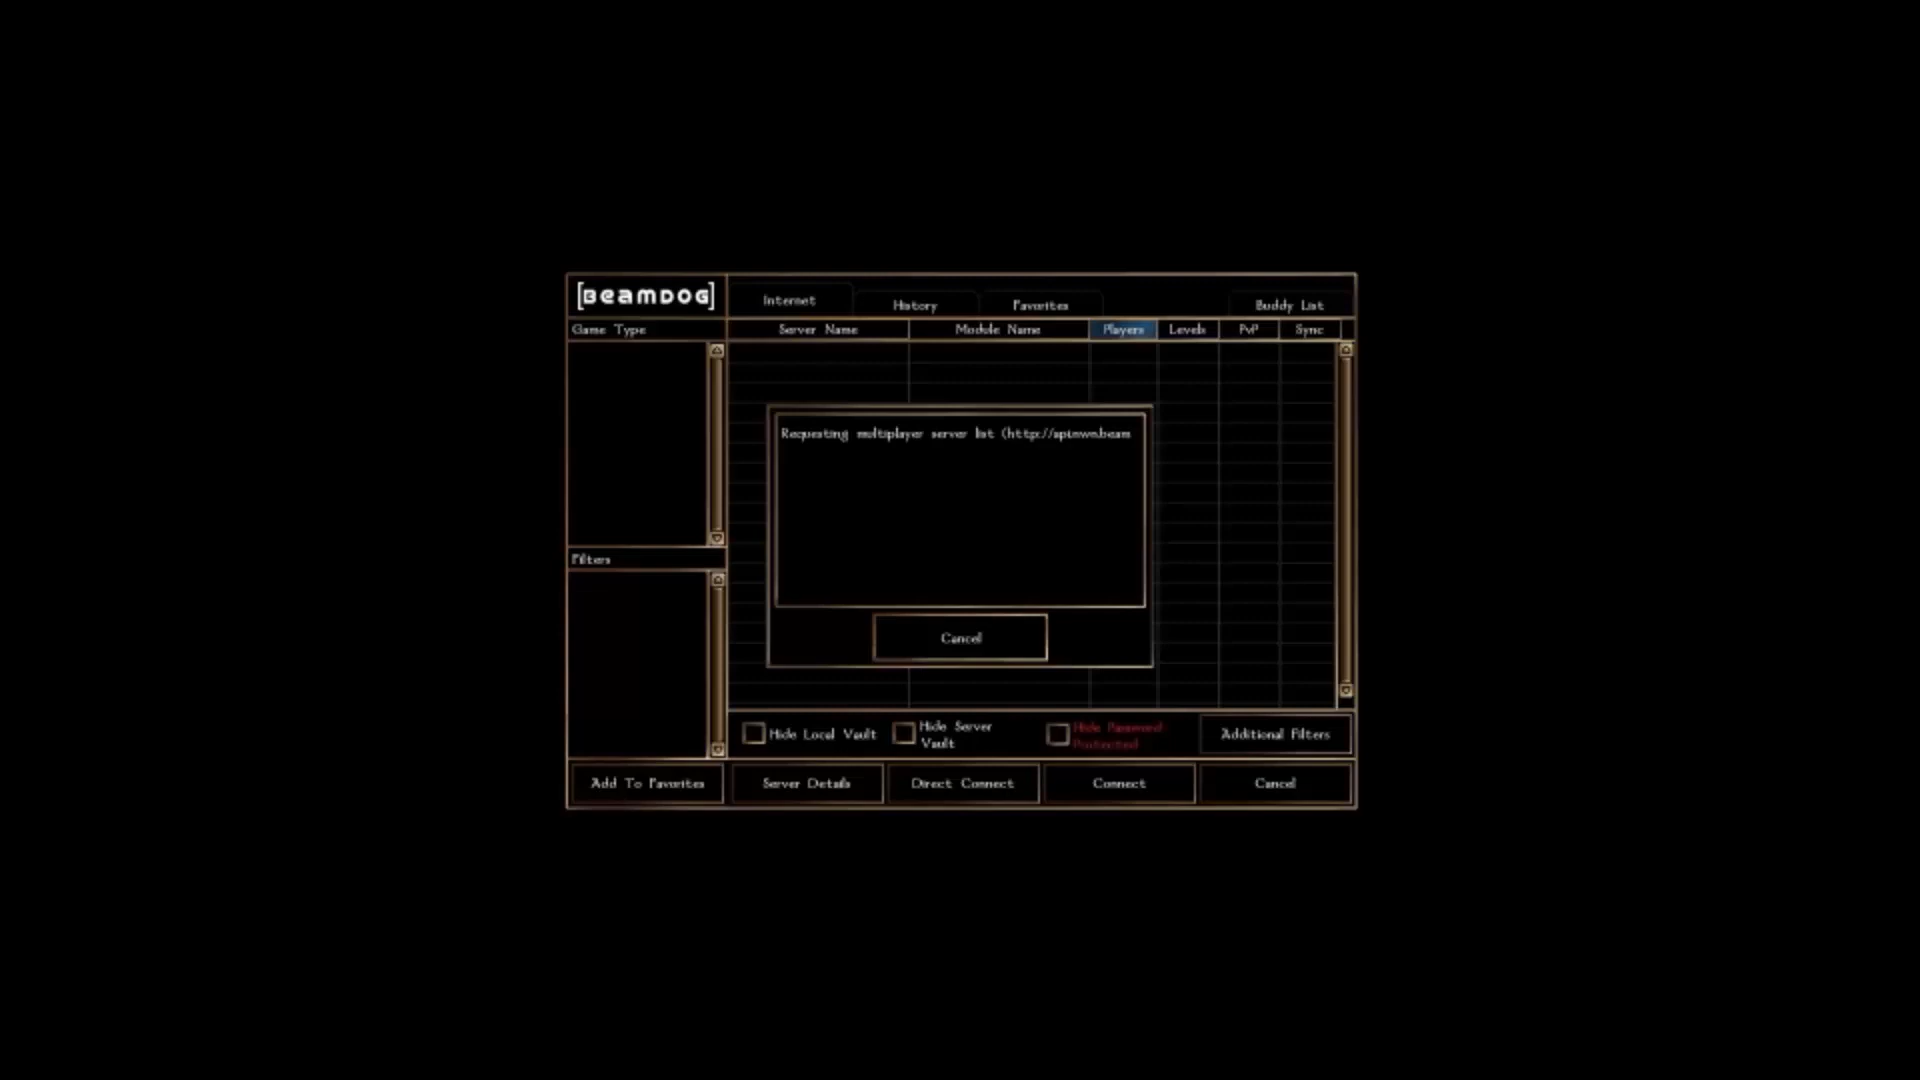 [BEAMDOG]
Internet
History
Favorites
Buddy List
Game Type
Server Name
Module Name
Players
Levels
PvP
Sync
Requesting multiplayer server list (http://api.nwn.beam
Cancel
Filters
Hide Local Vault
Hide Server
Vault
Hide Password
Protected
Additional Filters
Add To Favorites
Server Details
Direct Connect
Connect
Cancel